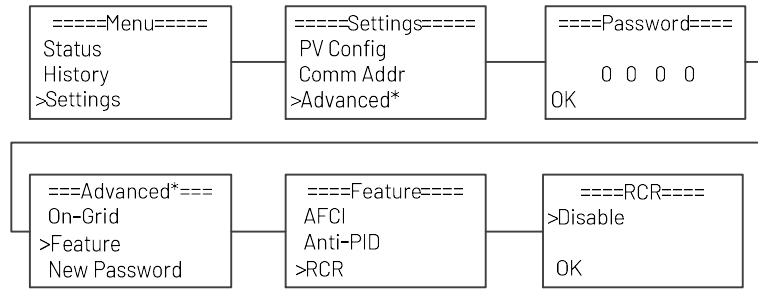 =====Menu=====
Status
History
>Settings
=====Settings=====
PV Config
Comm Addr
>Advanced*
====Password====
0 0 0 0
OK
===Advanced*===
On-Grid
>Feature
New Password
====Feature====
AFCI
Anti-PID
>RCR
====RCR====
>Disable
OK